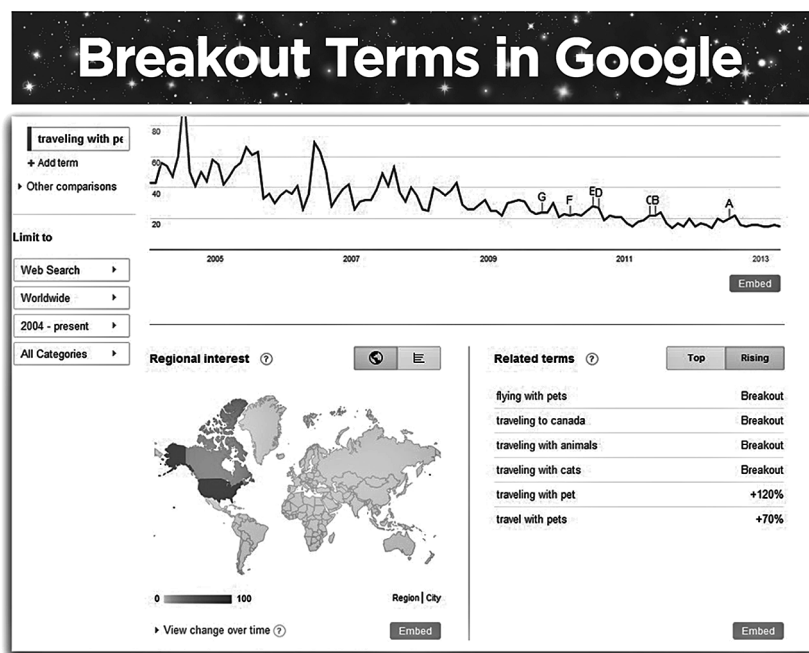 Breakout Terms in Google
traveling with pe
+ Add term
Other comparisons
Limit to
Web Search
Worldwide
2004 - present
All Categories
80
60
40
20
G
F
E D
C B
A
2005
2007
2009
2011
2013
Embed
Regional interest ?
0
100
Region | City
View change over time ?
Embed
Related terms ?
Top
Rising
flying with pets Breakout
traveling to canada Breakout
traveling with animals Breakout
traveling with cats Breakout
traveling with pet +120%
travel with pets +70%
Embed